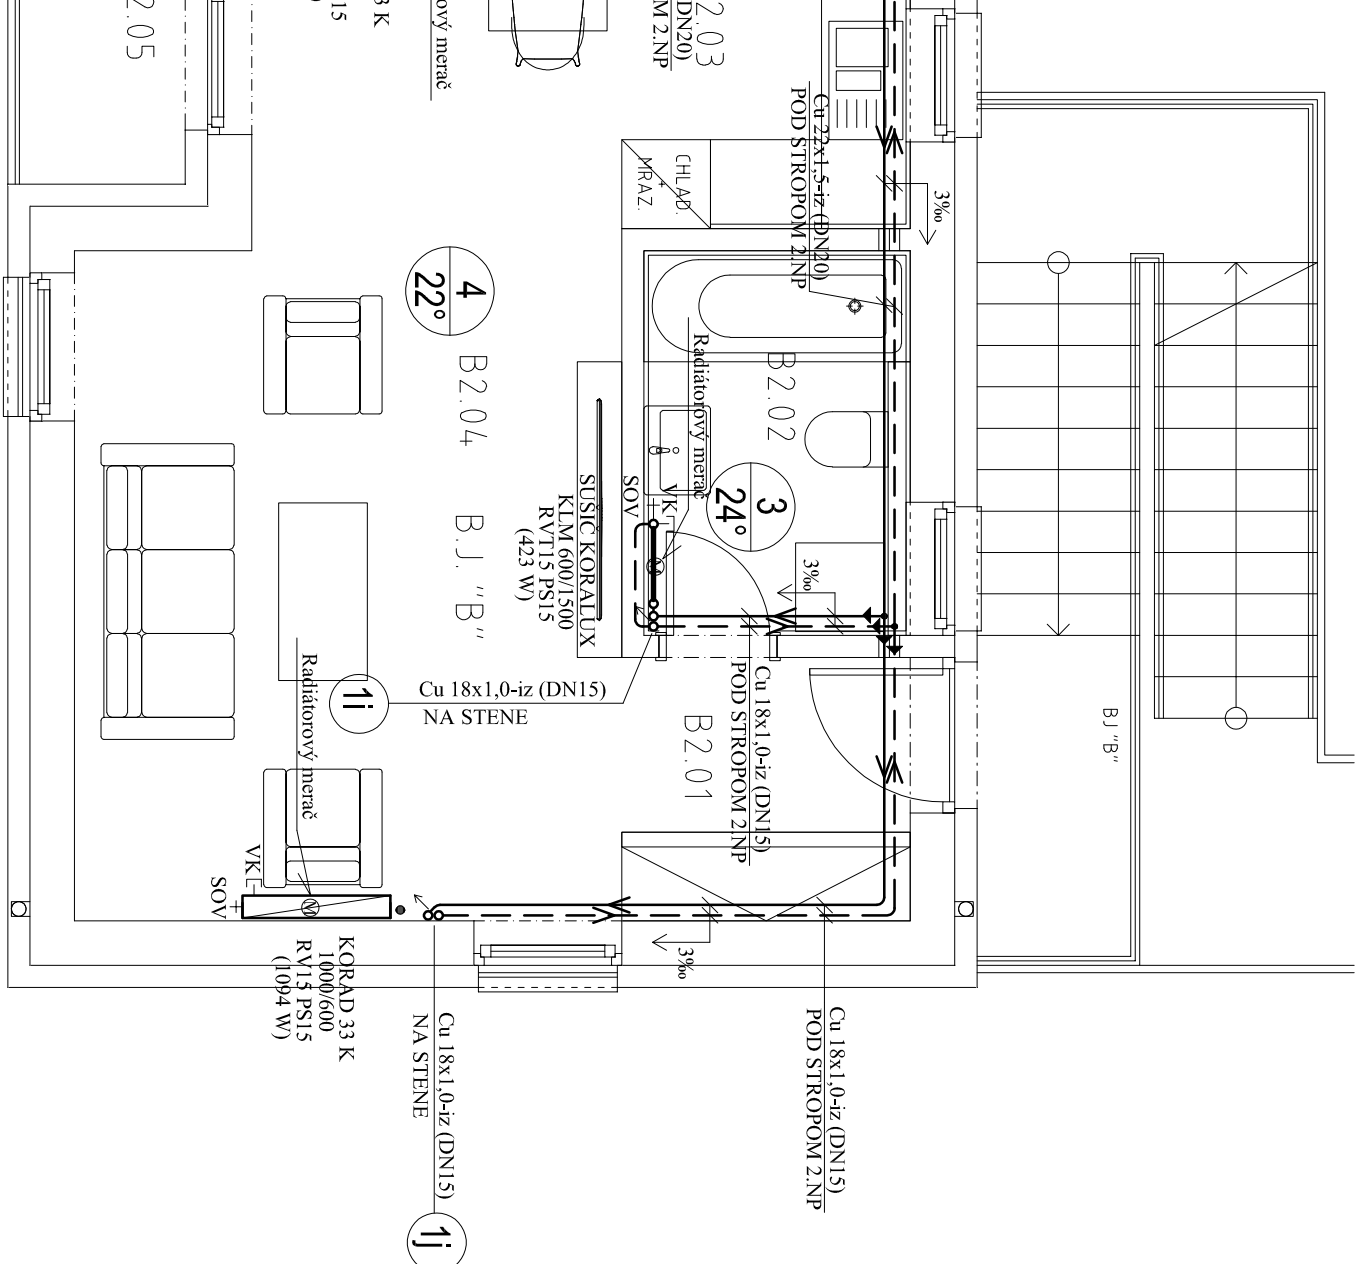 2.05
3 K
15
)
ový merač
2.03
DN20)
M 2.NP
Cu 22x1,5-iz (DN20)
POD STROPOM 2.NP
3‰
CHLAD.
+
MRAZ.
4
22°
B2.04
B.J. "B"
Radiátorový merač
B2.02
3
24°
VK
SOV
SUŠIČ KORALUX
KLM 600/1500
RVT15 PS15
(423 W)
M
3‰
1i
Cu 18x1,0-iz (DN15)
NA STENE
Cu 18x1,0-iz (DN15)
POD STROPOM 2.NP
B2.01
BJ "B"
Radiátorový merač
VK
SOV
M
KORAD 33 K
1000/600
RV15 PS15
(1094 W)
3‰
Cu 18x1,0-iz (DN15)
NA STENE
1j
Cu 18x1,0-iz (DN15)
POD STROPOM 2.NP